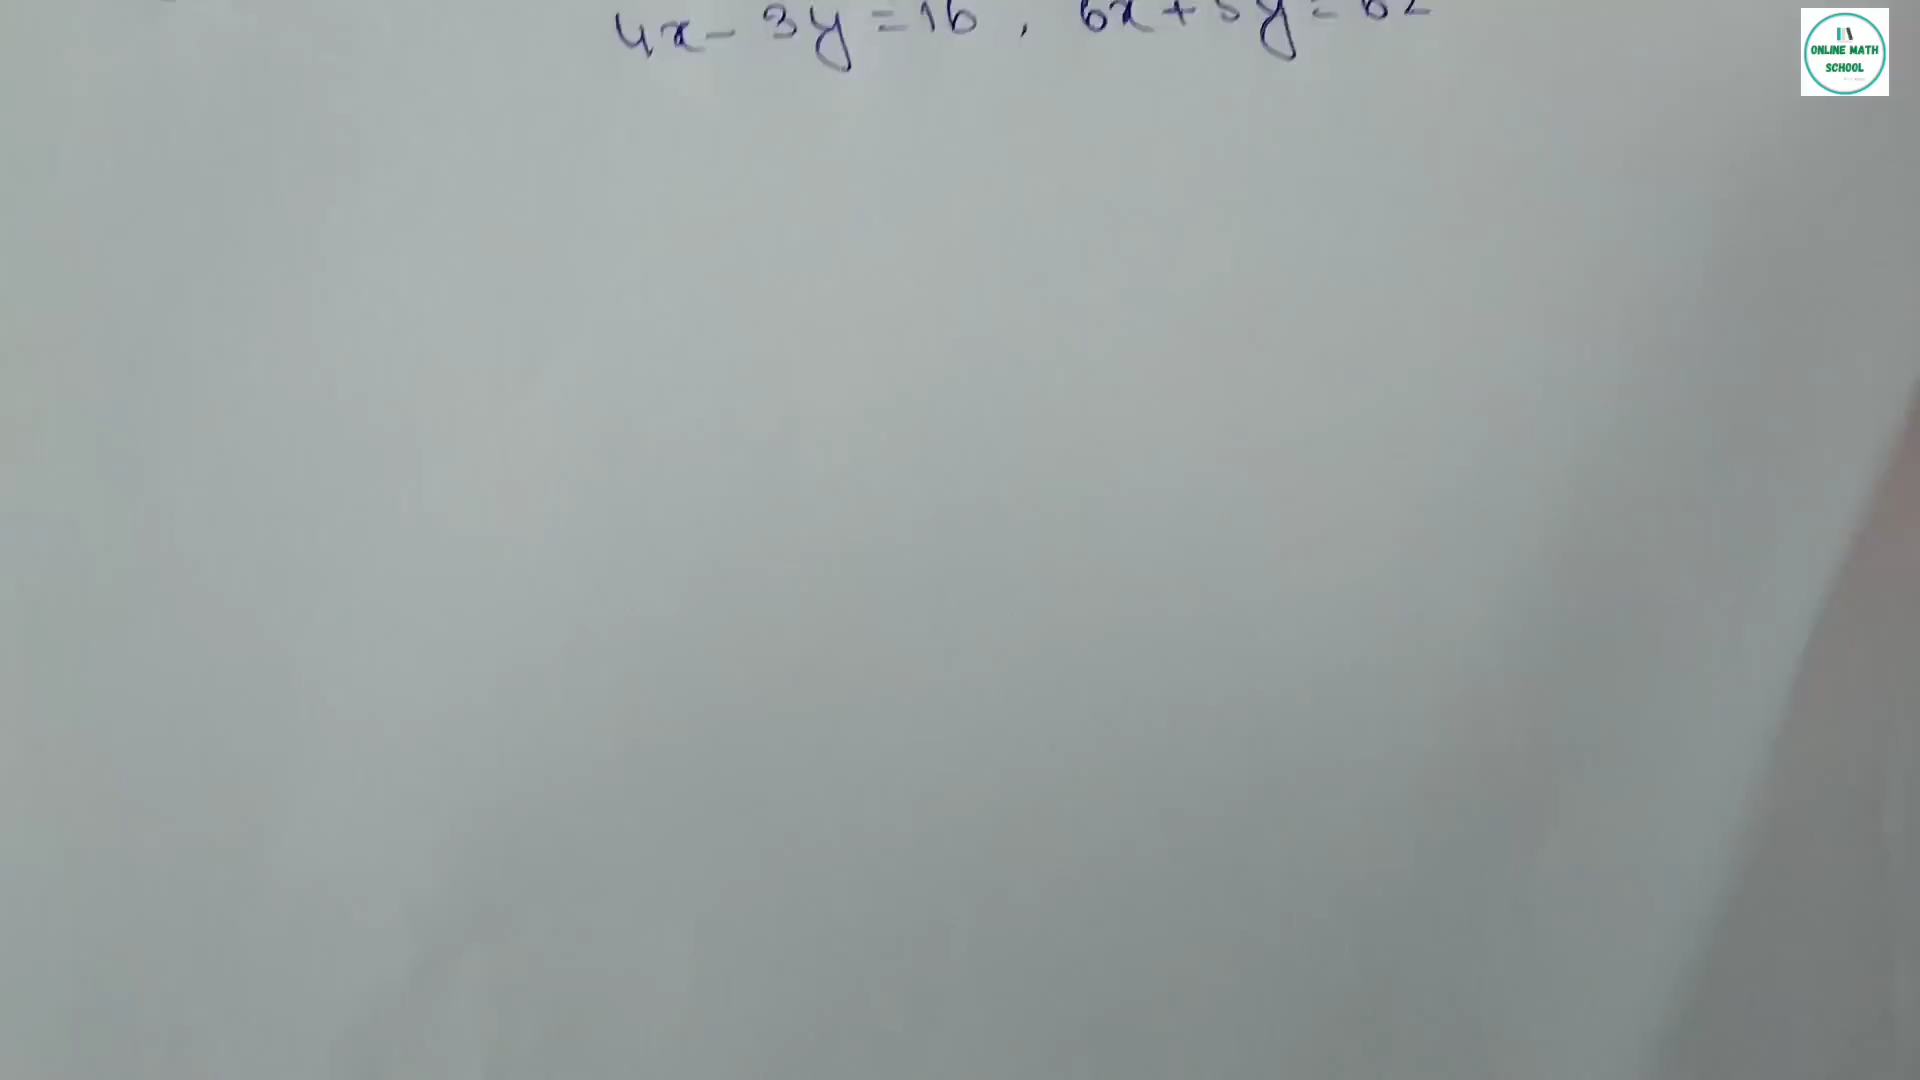 4x - 3y = 16 , 6x + 5y = 62
ONLINE MATH
SCHOOL